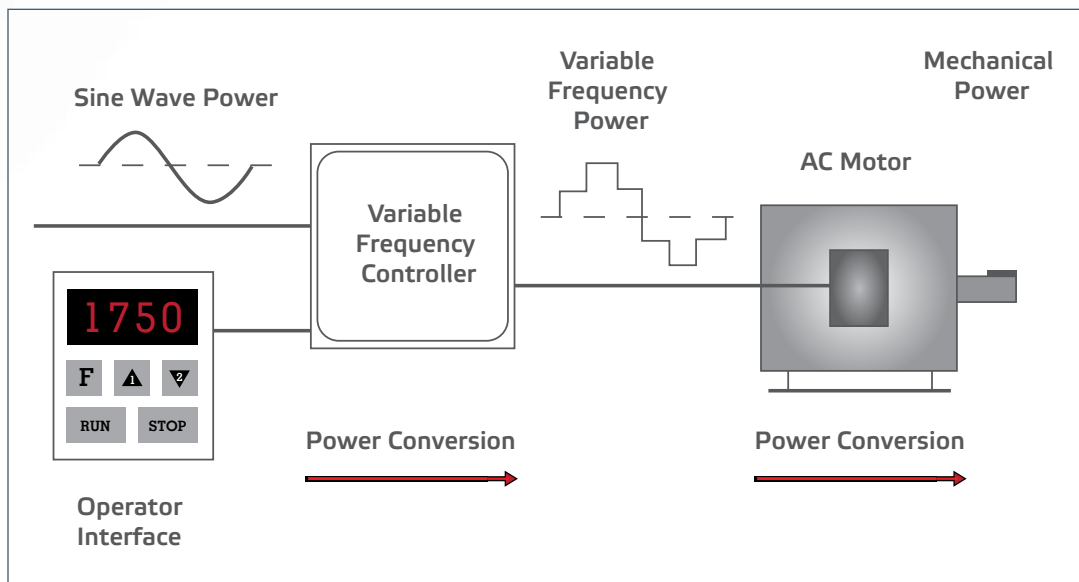 Sine Wave Power
Variable
Frequency
Controller
Variable
Frequency
Power
Mechanical
Power
AC Motor
1750
F
1
2
RUN
STOP
Operator
Interface
Power Conversion
Power Conversion